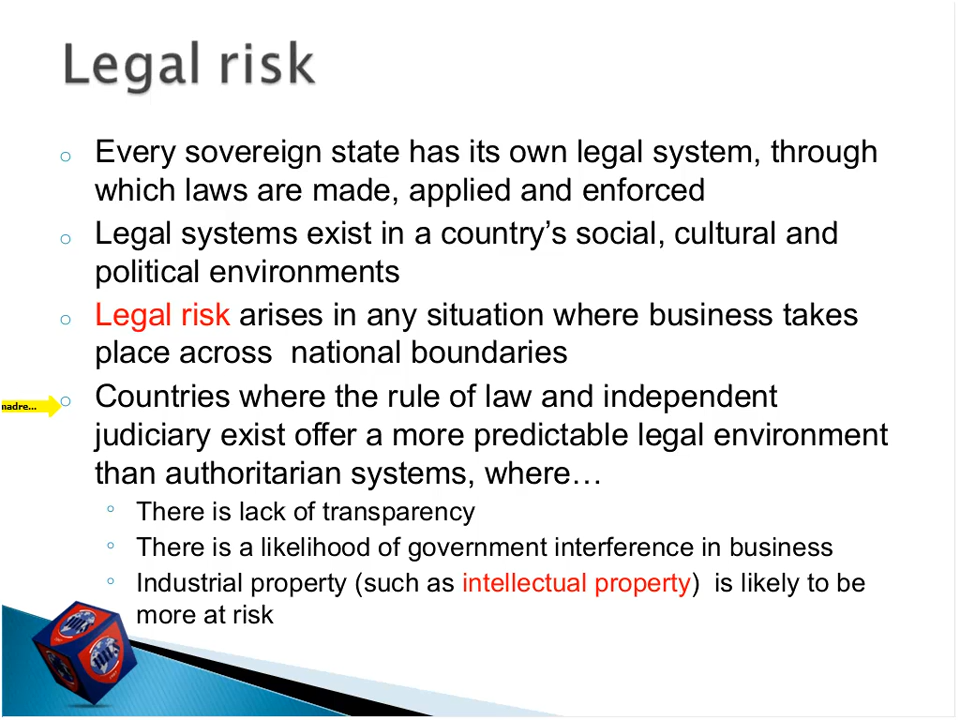 Legal risk
Every sovereign state has its own legal system, through
which laws are made, applied and enforced
Legal systems exist in a country’s social, cultural and
political environments
Legal risk arises in any situation where business takes
place across national boundaries
madre...
Countries where the rule of law and independent
judiciary exist offer a more predictable legal environment
than authoritarian systems, where…
There is lack of transparency
There is a likelihood of government interference in business
Industrial property (such as intellectual property) is likely to be
more at risk